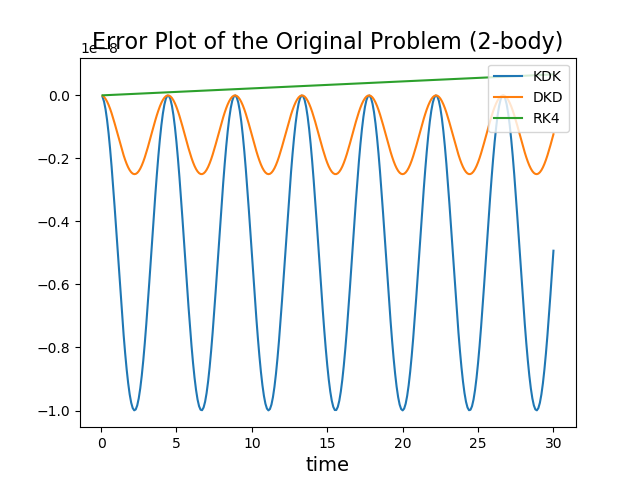 Error Plot of the Original Problem (2-body)
1e−8
KDK
DKD
RK4
0.0
−0.2
−0.4
−0.6
−0.8
−1.0
0 5 10 15 20 25 30
time